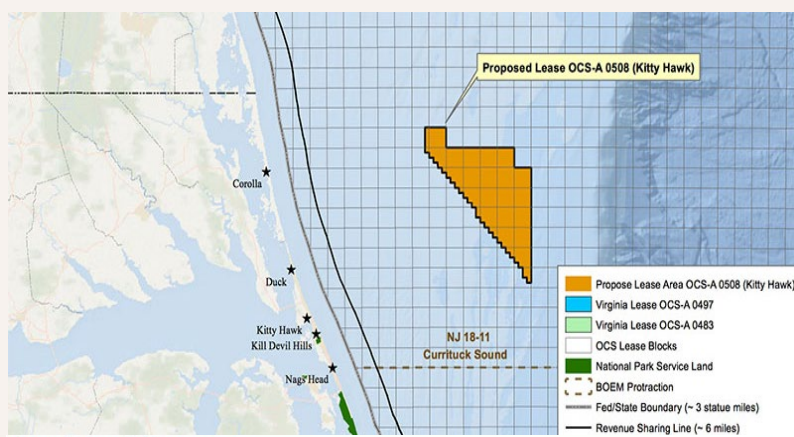 Proposed Lease OCS-A 0508 (Kitty Hawk)
Corolla
Duck
Kitty Hawk
Kill Devil Hills
Nags Head
NJ 18-11
Currituck Sound
Propose Lease Area OCS-A 0508 (Kitty Hawk)
Virginia Lease OCS-A 0497
Virginia Lease OCS-A 0483
OCS Lease Blocks
National Park Service Land
BOEM Protraction
Fed/State Boundary (~ 3 statue miles)
Revenue Sharing Line (~ 6 miles)